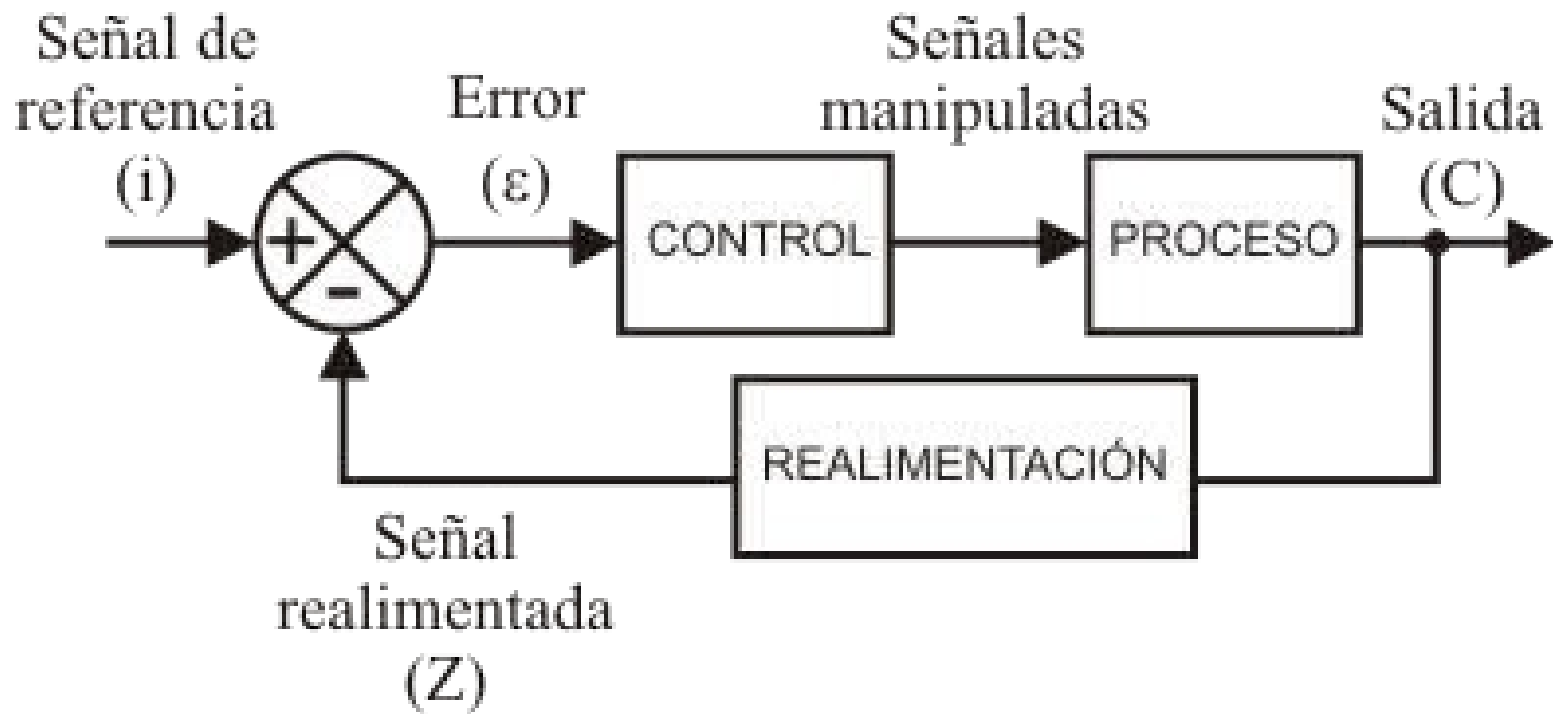 Señal de
referencia
(i)
Error
(ε)
Señales
manipuladas
Salida
(C)
+
-
CONTROL
PROCESO
REALIMENTACIÓN
Señal
realimentada
(Z)